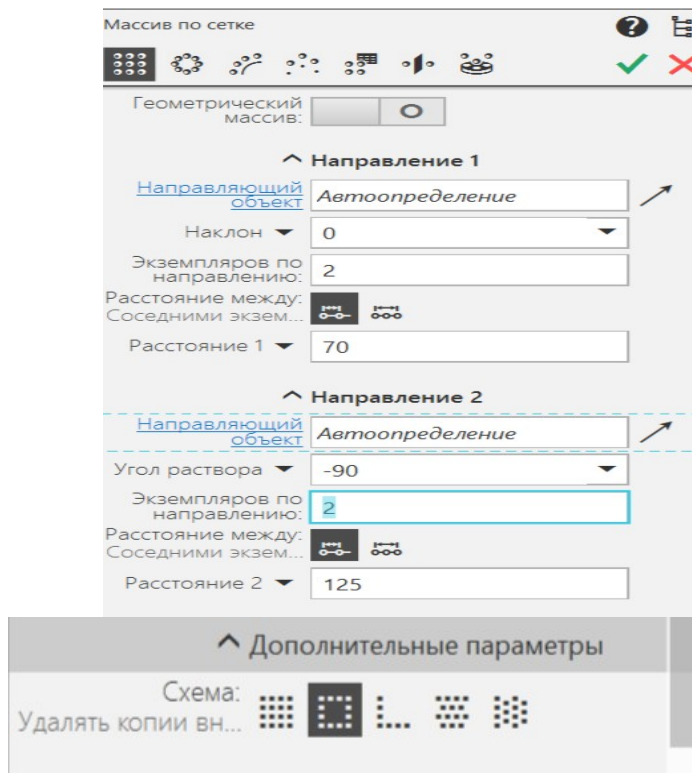 Массив по сетке
Геометрический
массив:
Направление 1
Направляющий
объект
Автоопределение
Наклон
0
Экземпляров по
направлению:
2
Расстояние между:
Соседними экзем...
Расстояние 1
70
Направление 2
Направляющий
объект
Автоопределение
Угол раствора
-90
Экземпляров по
направлению:
2
Расстояние между:
Соседними экзем...
Расстояние 2
125
Дополнительные параметры
Схема:
Удалять копии вн...